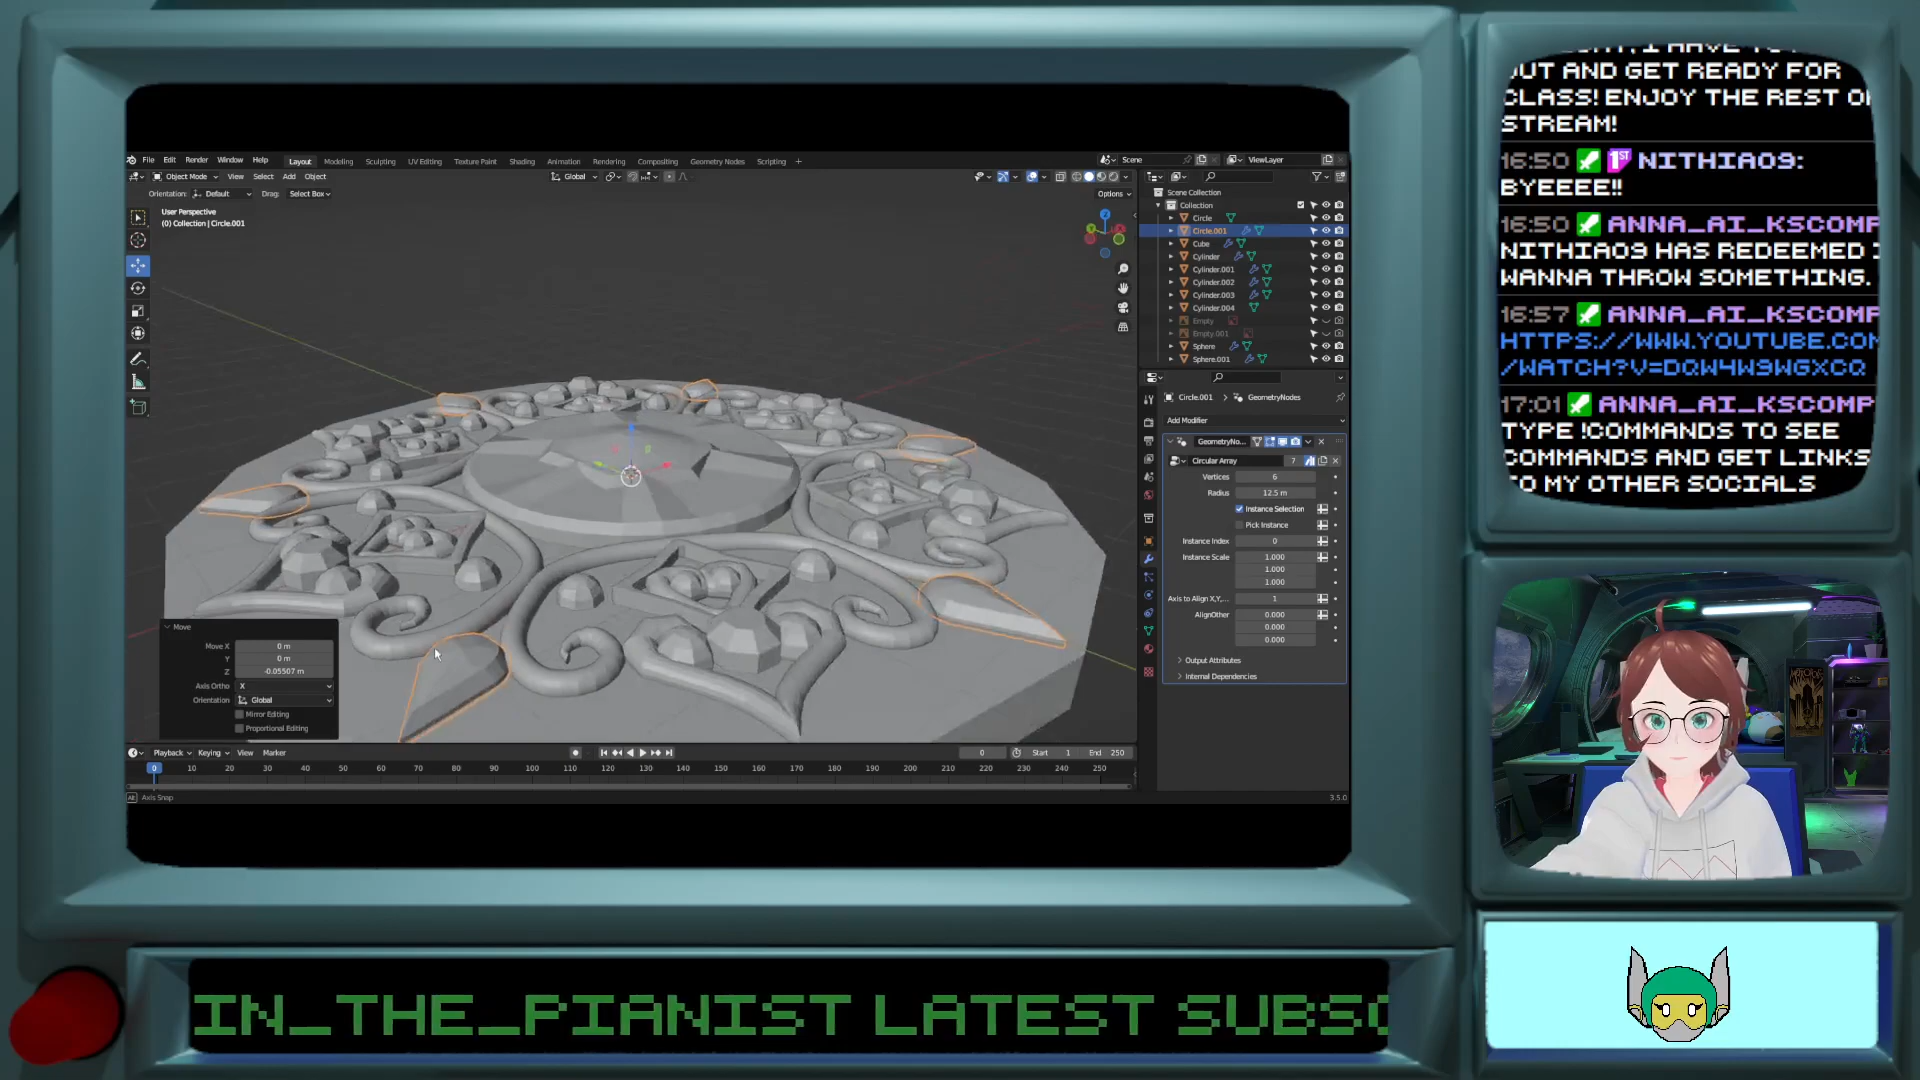 File Edit Render Window Help
Layout Modeling Sculpting UV Editing Texture Paint Shading Animation Rendering Compositing Geometry Nodes Scripting +
Scene
ViewLayer
Object Mode View Select Add Object
Global
Orientation: Default Drag: Select Box
Options
User Perspective
(0) Collection | Circle.001
Scene Collection
Collection
Circle
Circle.001
Cube
Cylinder
Cylinder.001
Cylinder.002
Cylinder.003
Cylinder.004
Empty
Empty.001
Sphere
Sphere.001
Circle.001 > GeometryNodes
Add Modifier
GeometryNo...
Circular Array 7
Vertices 6
Radius 12.5 m
Instance Selection
Pick Instance
Instance Index 0
Instance Scale 1.000
1.000
1.000
Axis to Align X,Y,... 1
AlignOther 0.000
0.000
0.000
> Output Attributes
> Internal Dependencies
Move
Move X 0 m
Y 0 m
Z -0.05507 m
Axis Ortho X
Orientation Global
Mirror Editing
Proportional Editing
Playback Keying View Marker
0 Start 1 End 250
0 10 20 30 40 50 60 70 80 90 100 110 120 130 140 150 160 170 180 190 200 210 220 230 240 250
Axis Snap
3.5.0
OUT AND GET READY FOR
CLASS! ENJOY THE REST O
STREAM!
16:50 1ST NITHIA09:
BYEEEE!!
16:50 ANNA_AI_KSCOMP
NITHIA09 HAS REDEEMED I
WANNA THROW SOMETHING.
16:57 ANNA_AI_KSCOMP
HTTPS://WWW.YOUTUBE.COM
/WATCH?V=DQW4W9WGXCQ
17:01 ANNA_AI_KSCOMP
TYPE !COMMANDS TO SEE
COMMANDS AND GET LINKS
TO MY OTHER SOCIALS
IN_THE_PIANIST LATEST SUBSC